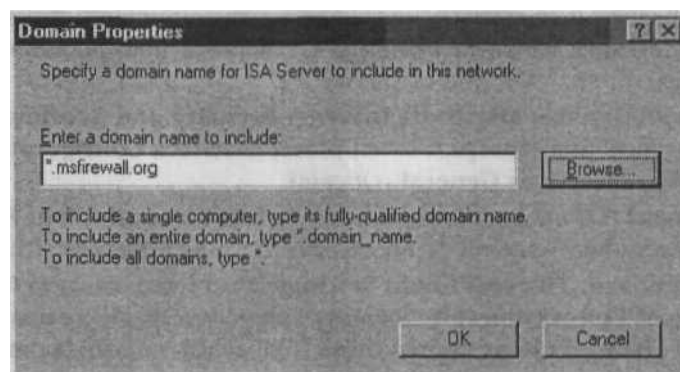 Domain Properties
Specify a domain name for ISA Server to include in this network.
Enter a domain name to include:
*.msfirewall.org
Browse...
To include a single computer, type its fully-qualified domain name.
To include an entire domain, type *.domain_name.
To include all domains, type *.
OK
Cancel